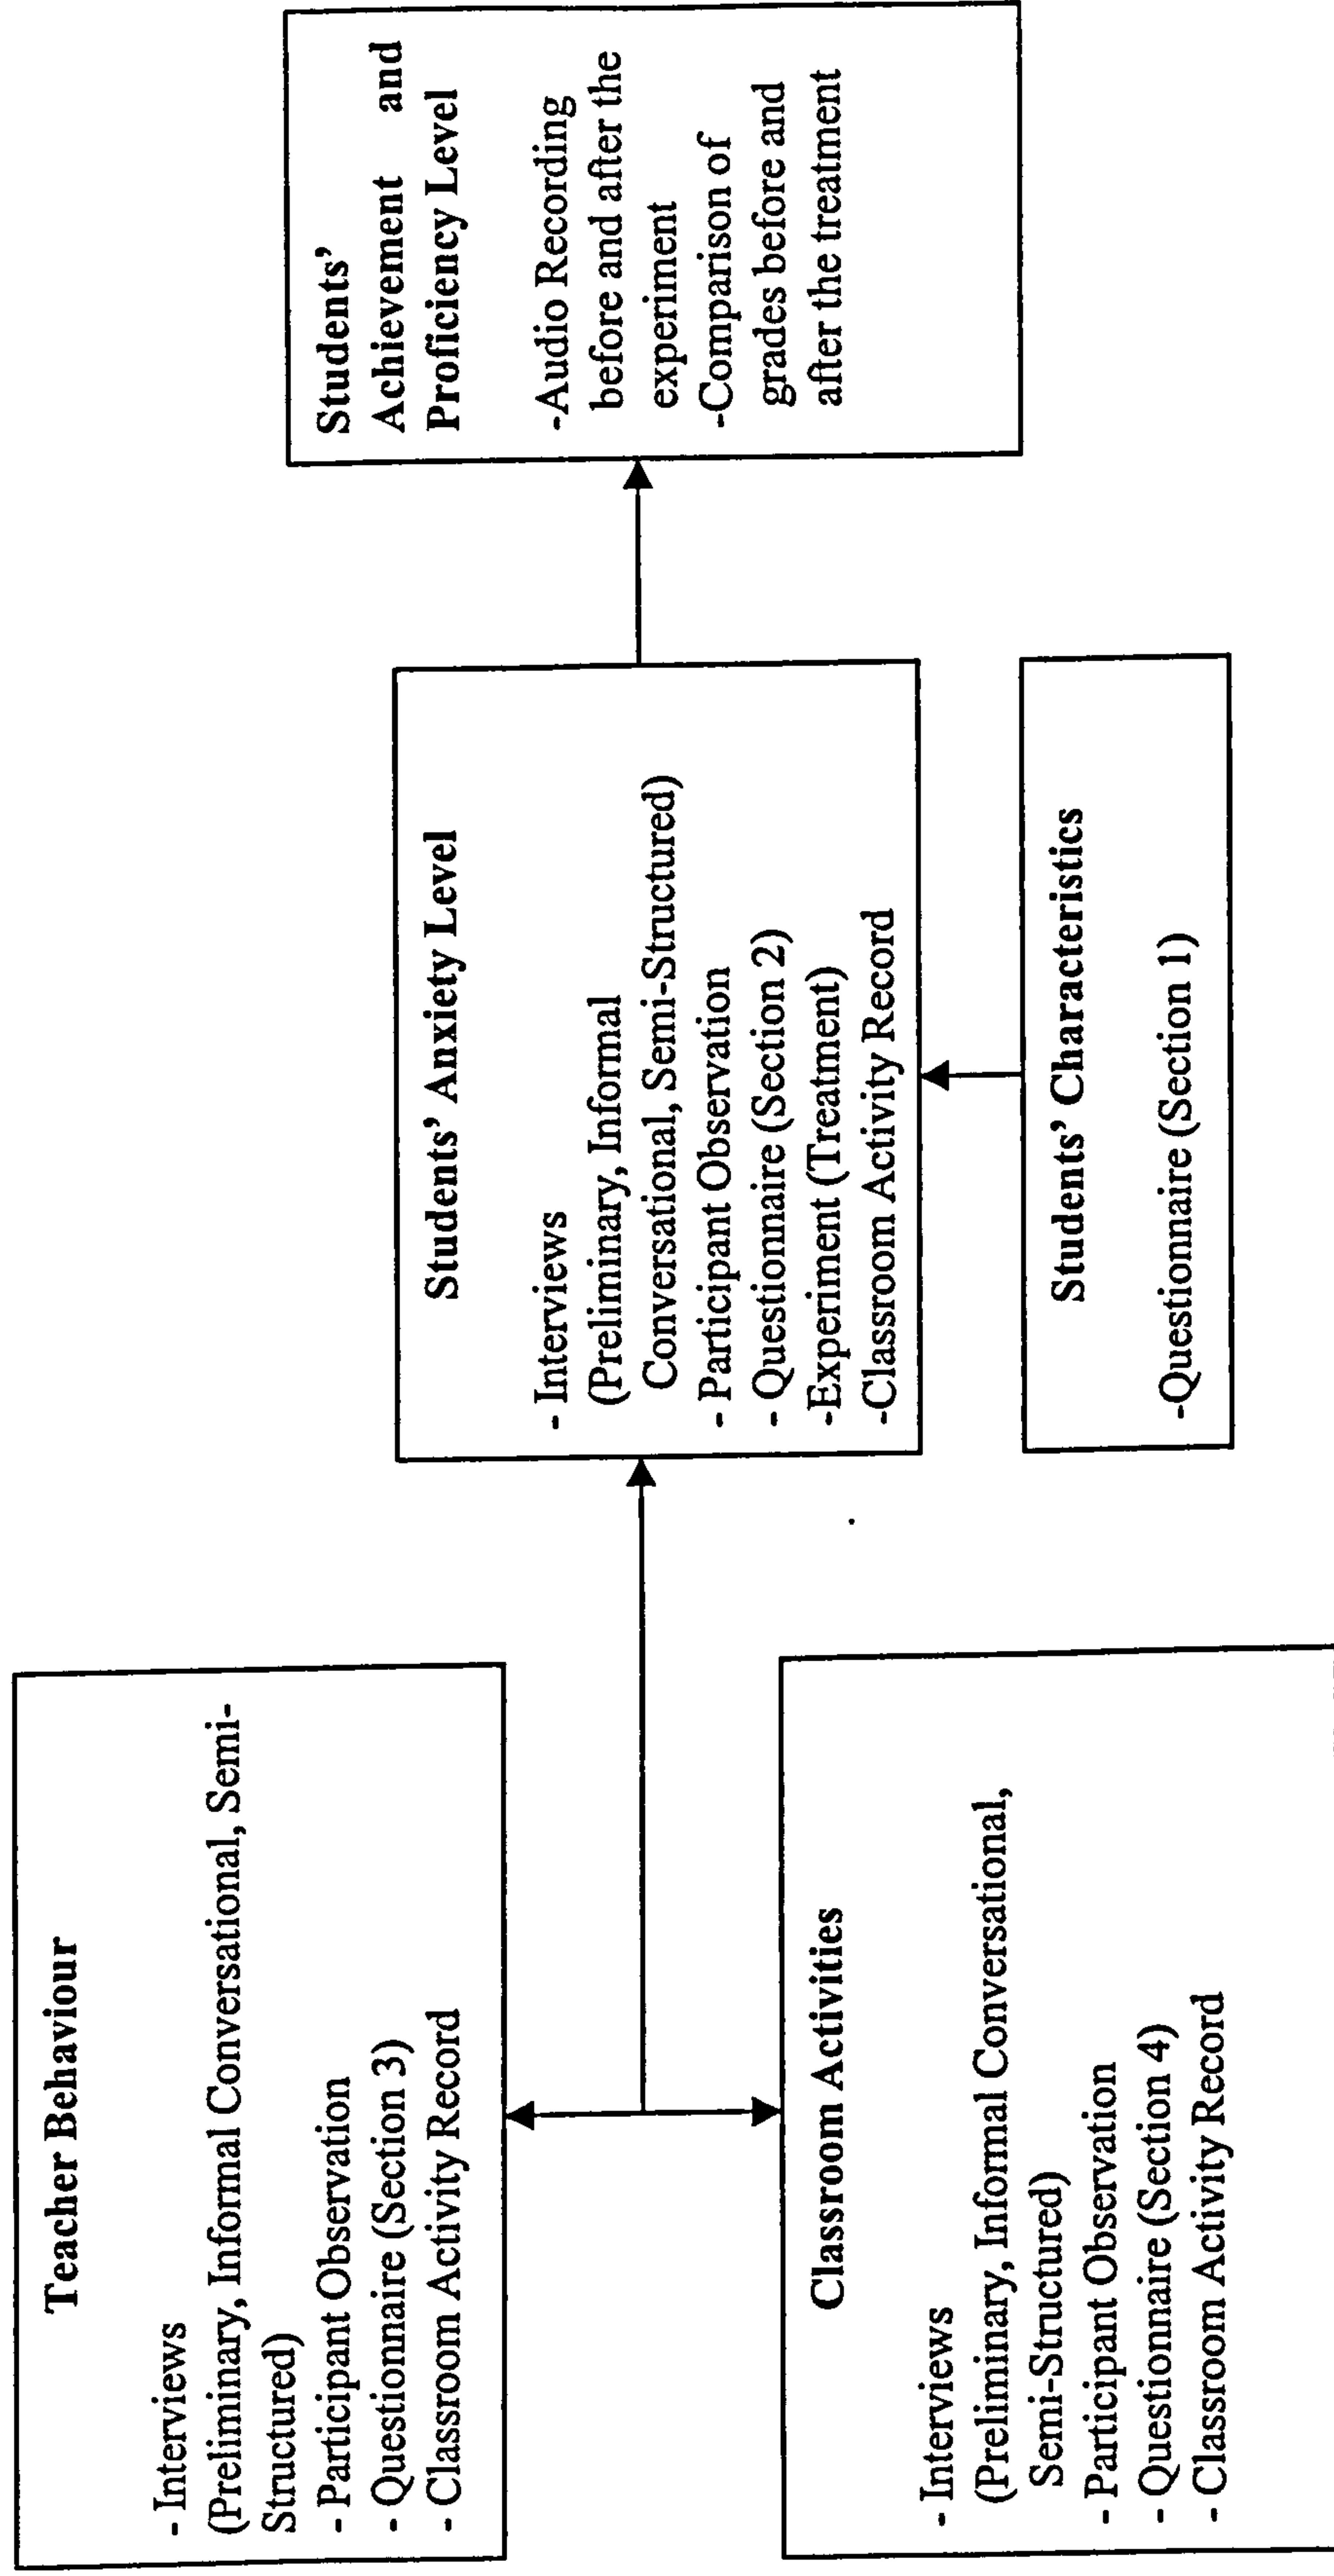 Teacher Behaviour
- Interviews
(Preliminary, Informal Conversational, Semi-
Structured)
- Participant Observation
- Questionnaire (Section 3)
- Classroom Activity Record
Classroom Activities
- Interviews
(Preliminary, Informal Conversational,
Semi-Structured)
- Participant Observation
- Questionnaire (Section 4)
- Classroom Activity Record
Students' Anxiety Level
- Interviews
(Preliminary, Informal
Conversational, Semi-Structured)
- Participant Observation
- Questionnaire (Section 2)
-Experiment (Treatment)
-Classroom Activity Record
Students' Characteristics
-Questionnaire (Section 1)
Students'
Achievement and
Proficiency Level
-Audio Recording
before and after the
experiment
-Comparison of
grades before and
after the treatment